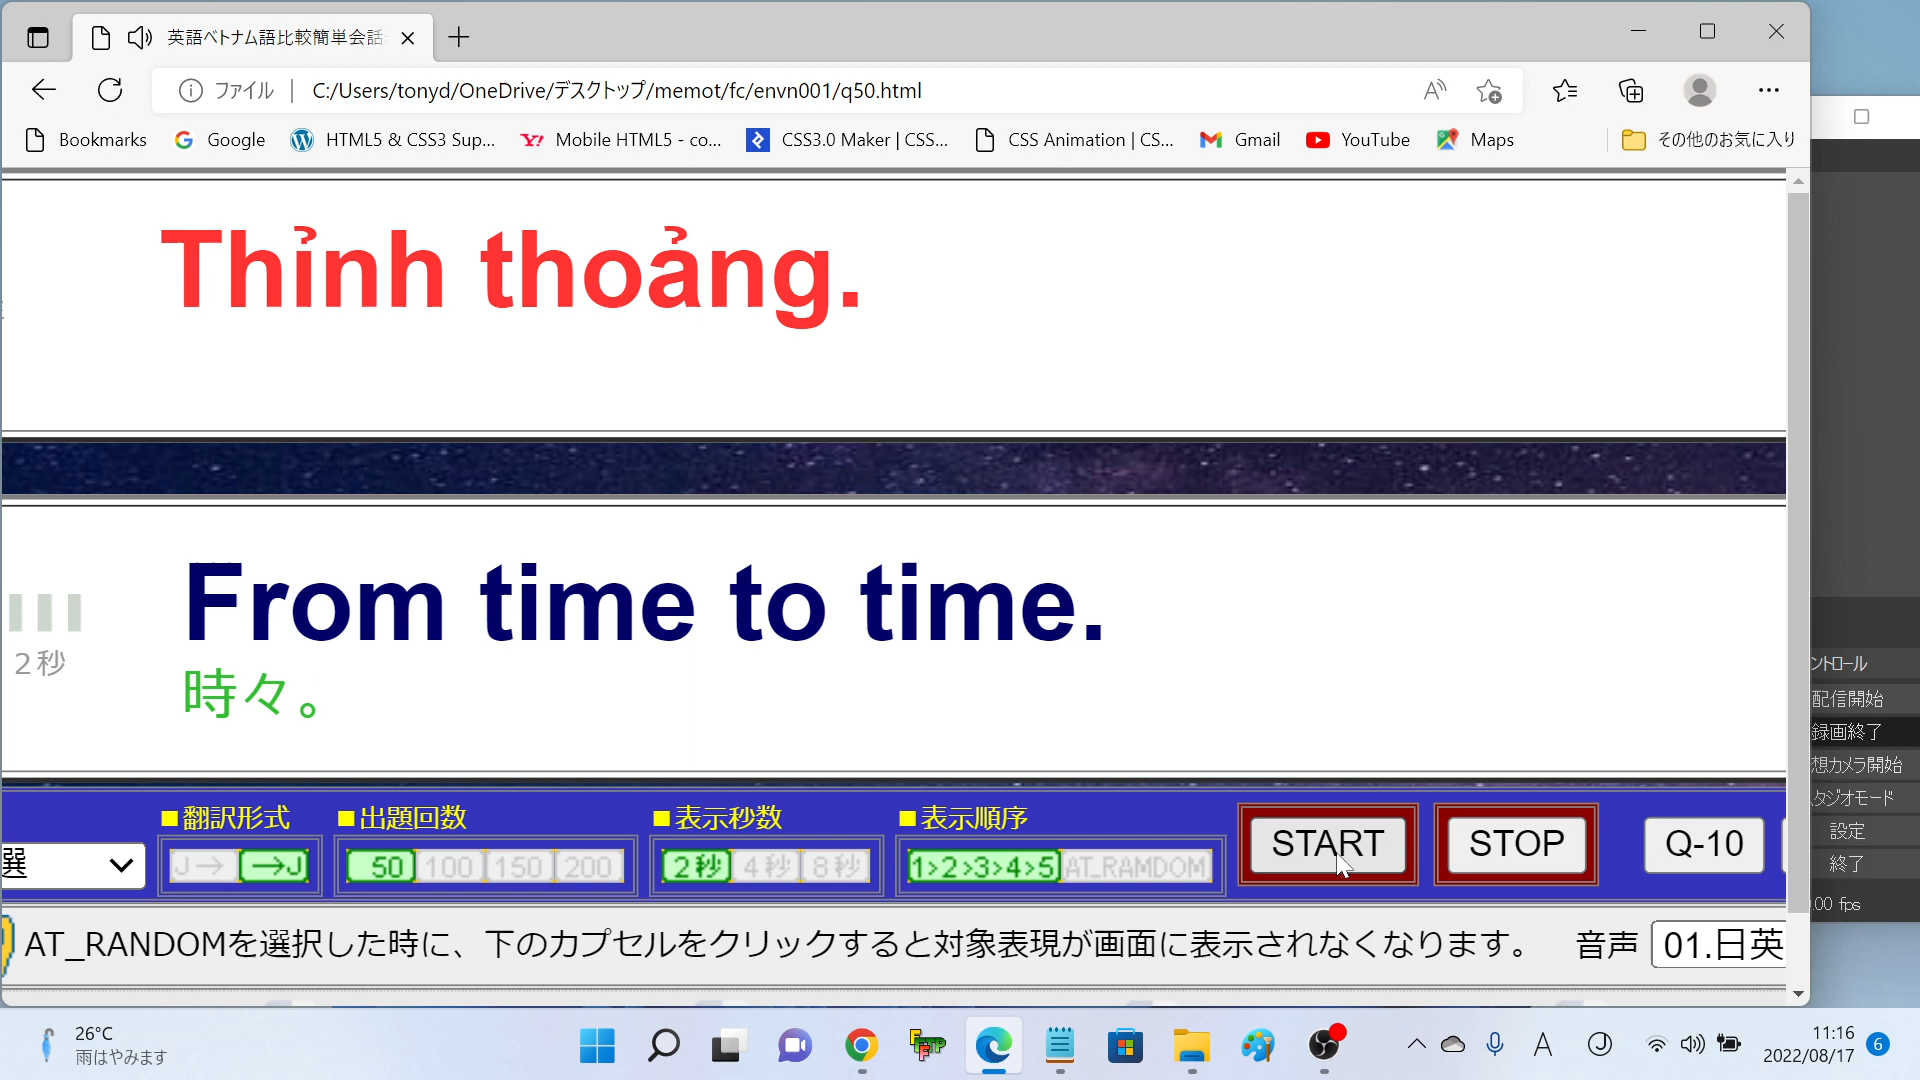 英語ベトナム語比較簡単会話
ファイル
C:/Users/tonyd/OneDrive/デスクトップ/memot/fc/envn001/q50.html
Bookmarks
Google
HTML5 & CSS3 Sup...
Mobile HTML5 - co...
CSS3.0 Maker | CSS...
CSS Animation | CS...
Gmail
YouTube
Maps
その他のお気に入り
Thỉnh thoảng.
From time to time.
２秒
時々。
■翻訳形式
■出題回数
■表示秒数
■表示順序
選
J→
→J
50
100
150
200
2秒
4秒
8秒
1>2>3>4>5
AT_RAMDOM
START
STOP
Q-10
AT_RANDOMを選択した時に、下のカプセルをクリックすると対象表現が画面に表示されなくなります。
音声
01.日英
ントロール
配信開始
録画終了
想カメラ開始
タジオモード
設定
終了
.00 fps
26°C
雨はやみます
A
J
11:16
2022/08/17
6